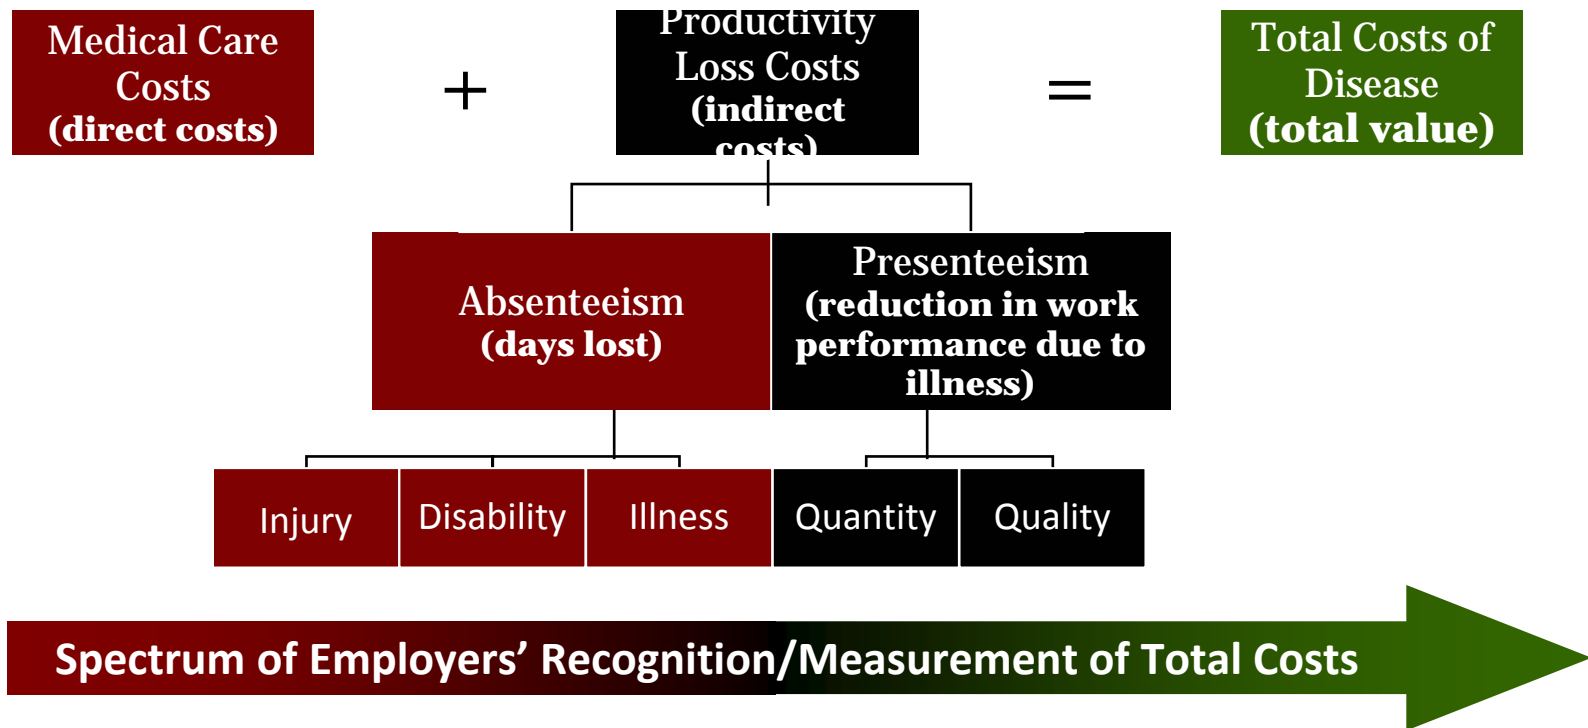 Medical Care
Costs
(direct costs)
+
Productivity
Loss Costs
(indirect
costs)
=
Total Costs of
Disease
(total value)
Absenteeism
(days lost)
Presenteeism
(reduction in work
performance due to
illness)
Injury
Disability
Illness
Quantity
Quality
Spectrum of Employers’ Recognition/Measurement of Total Costs